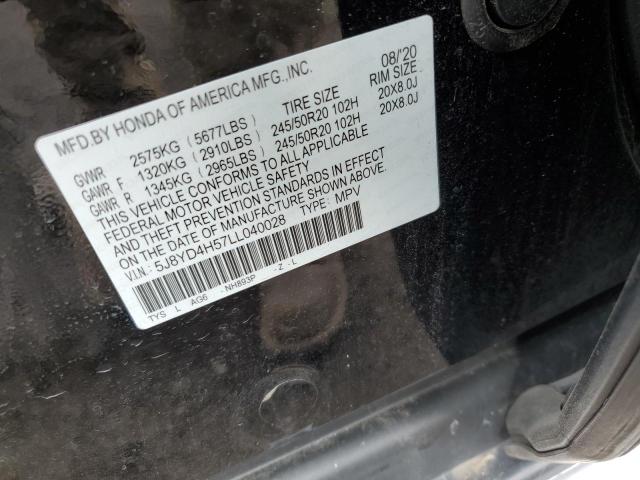 MFD.BY HONDA OF AMERICA MFG.,INC. 08/'20
TIRE SIZE RIM SIZE
GVWR 2575KG ( 5677LBS )
GAWR F 1320KG ( 2910LBS ) 245/50R20 102H 20X8.0J
GAWR R 1345KG ( 2965LBS ) 245/50R20 102H 20X8.0J
THIS VEHICLE CONFORMS TO ALL APPLICABLE
FEDERAL MOTOR VEHICLE SAFETY
AND THEFT PREVENTION STANDARDS IN EFFECT
ON THE DATE OF MANUFACTURE SHOWN ABOVE.
V.I.N.: 5J8YD4H57LL040028 TYPE: MPV
TYS L AG6 -NH893P -Z -L